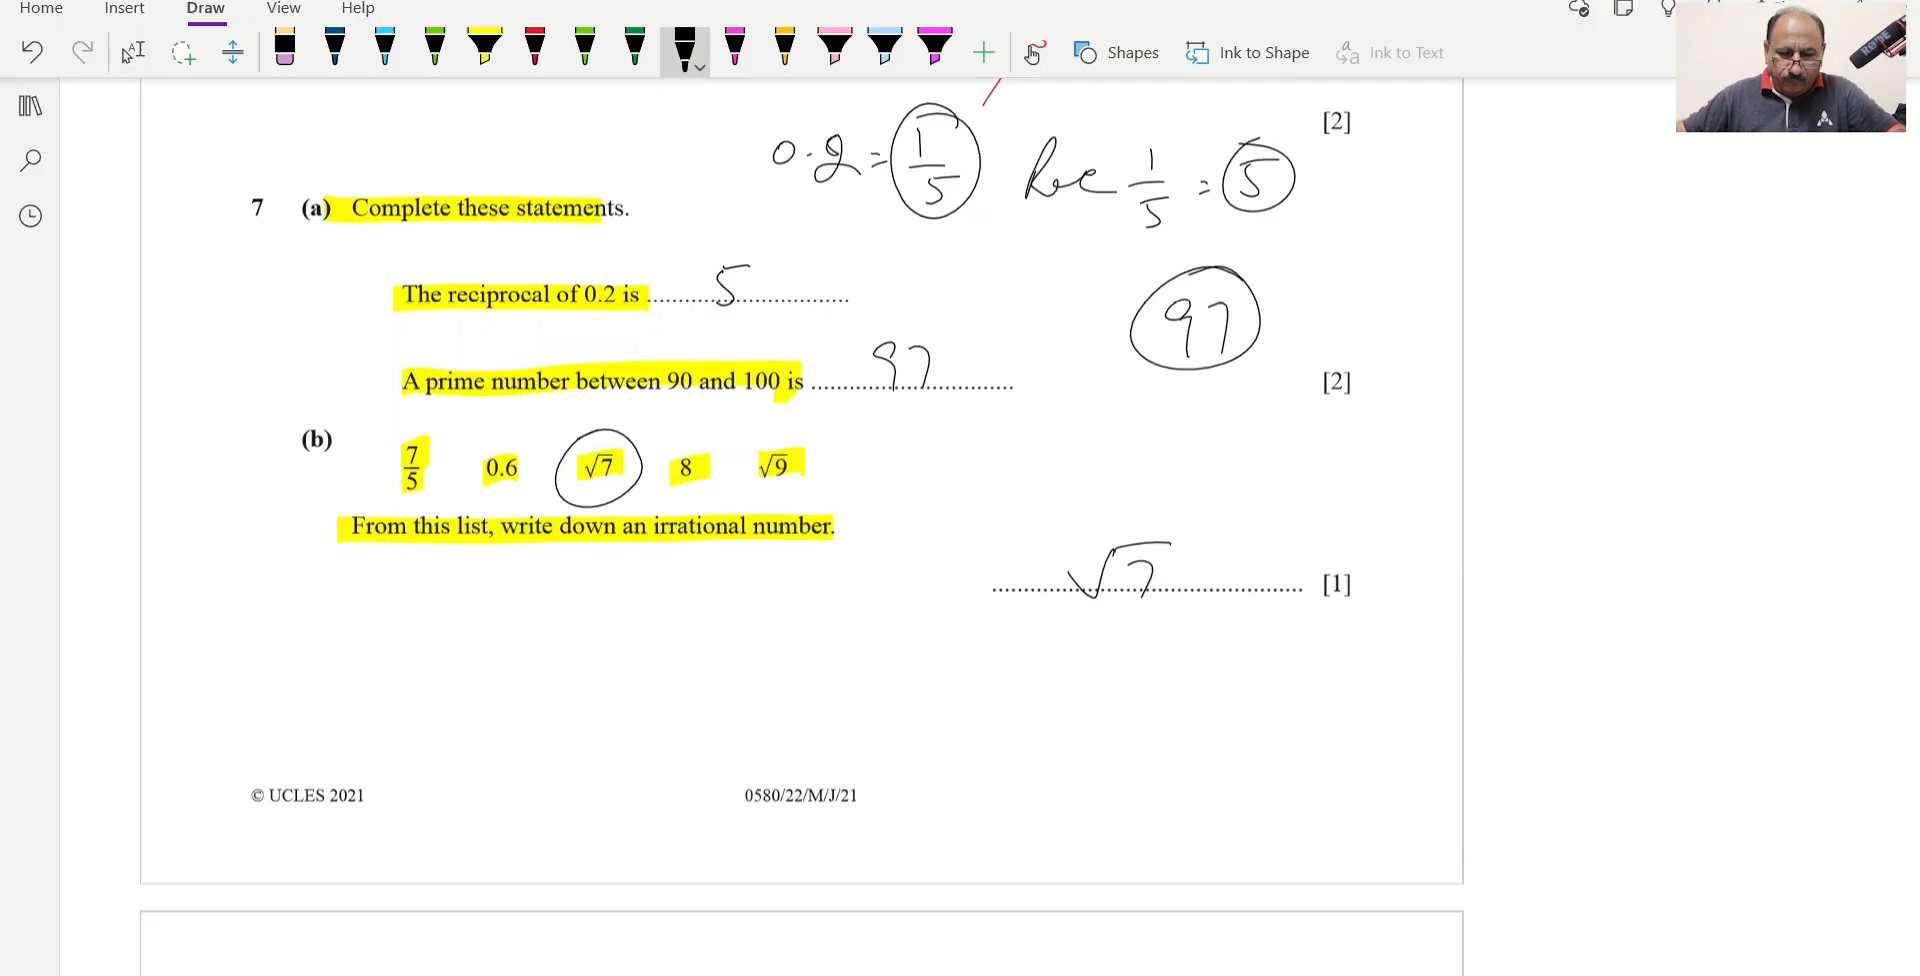 Home Insert Draw View Help
Shapes Ink to Shape Ink to Text
RØDE
[2]
0.2 = 1/5 Rec 1/5 = 5
7 (a) Complete these statements.
The reciprocal of 0.2 is .......... 5 ..........
97
A prime number between 90 and 100 is .......... 97 .......... [2]
(b)
7/5 0.6 √7 8 √9
From this list, write down an irrational number.
.......... √7 .......... [1]
© UCLES 2021 0580/22/M/J/21